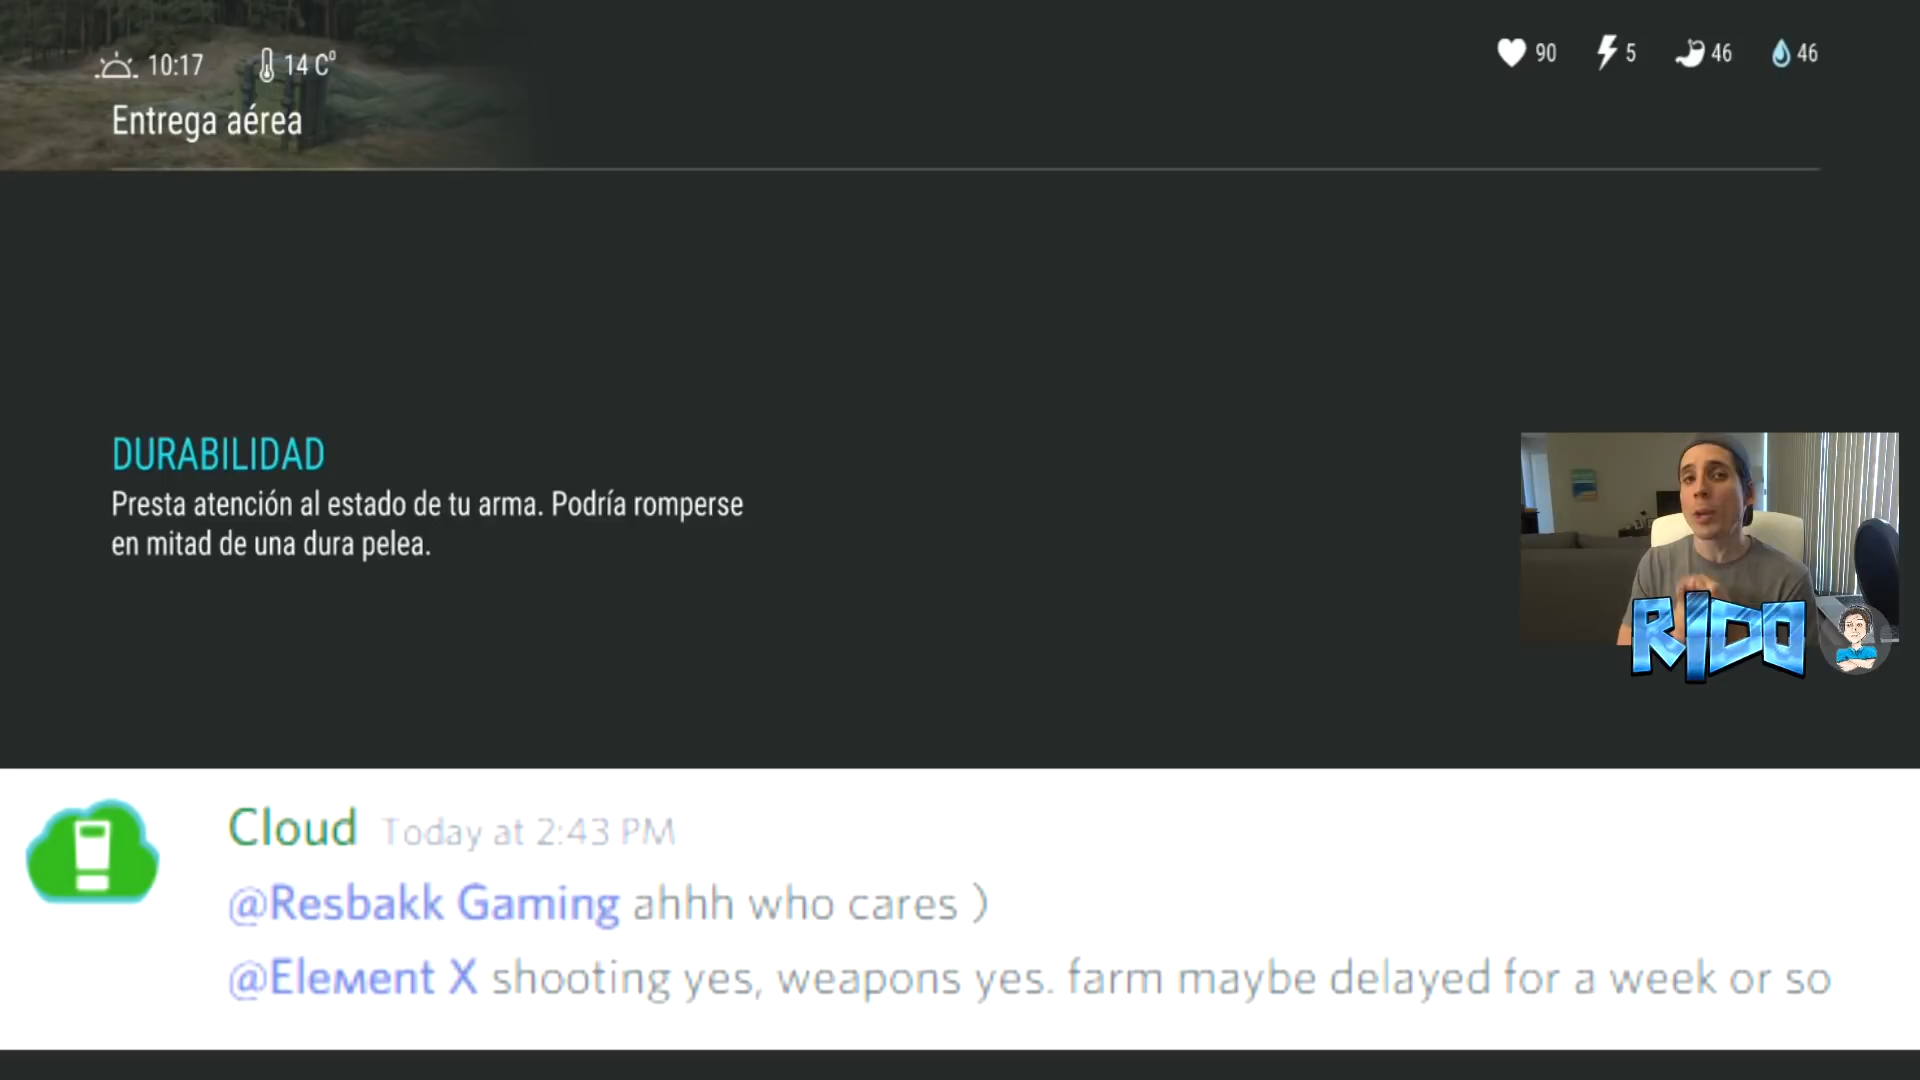 10:17 14 Cº
90 5 46 46
Entrega aérea
DURABILIDAD
Presta atención al estado de tu arma. Podría romperse
en mitad de una dura pelea.
RIDO
Cloud Today at 2:43 PM
@Resbakk Gaming ahhh who cares )
@Eleмent X shooting yes, weapons yes. farm maybe delayed for a week or so